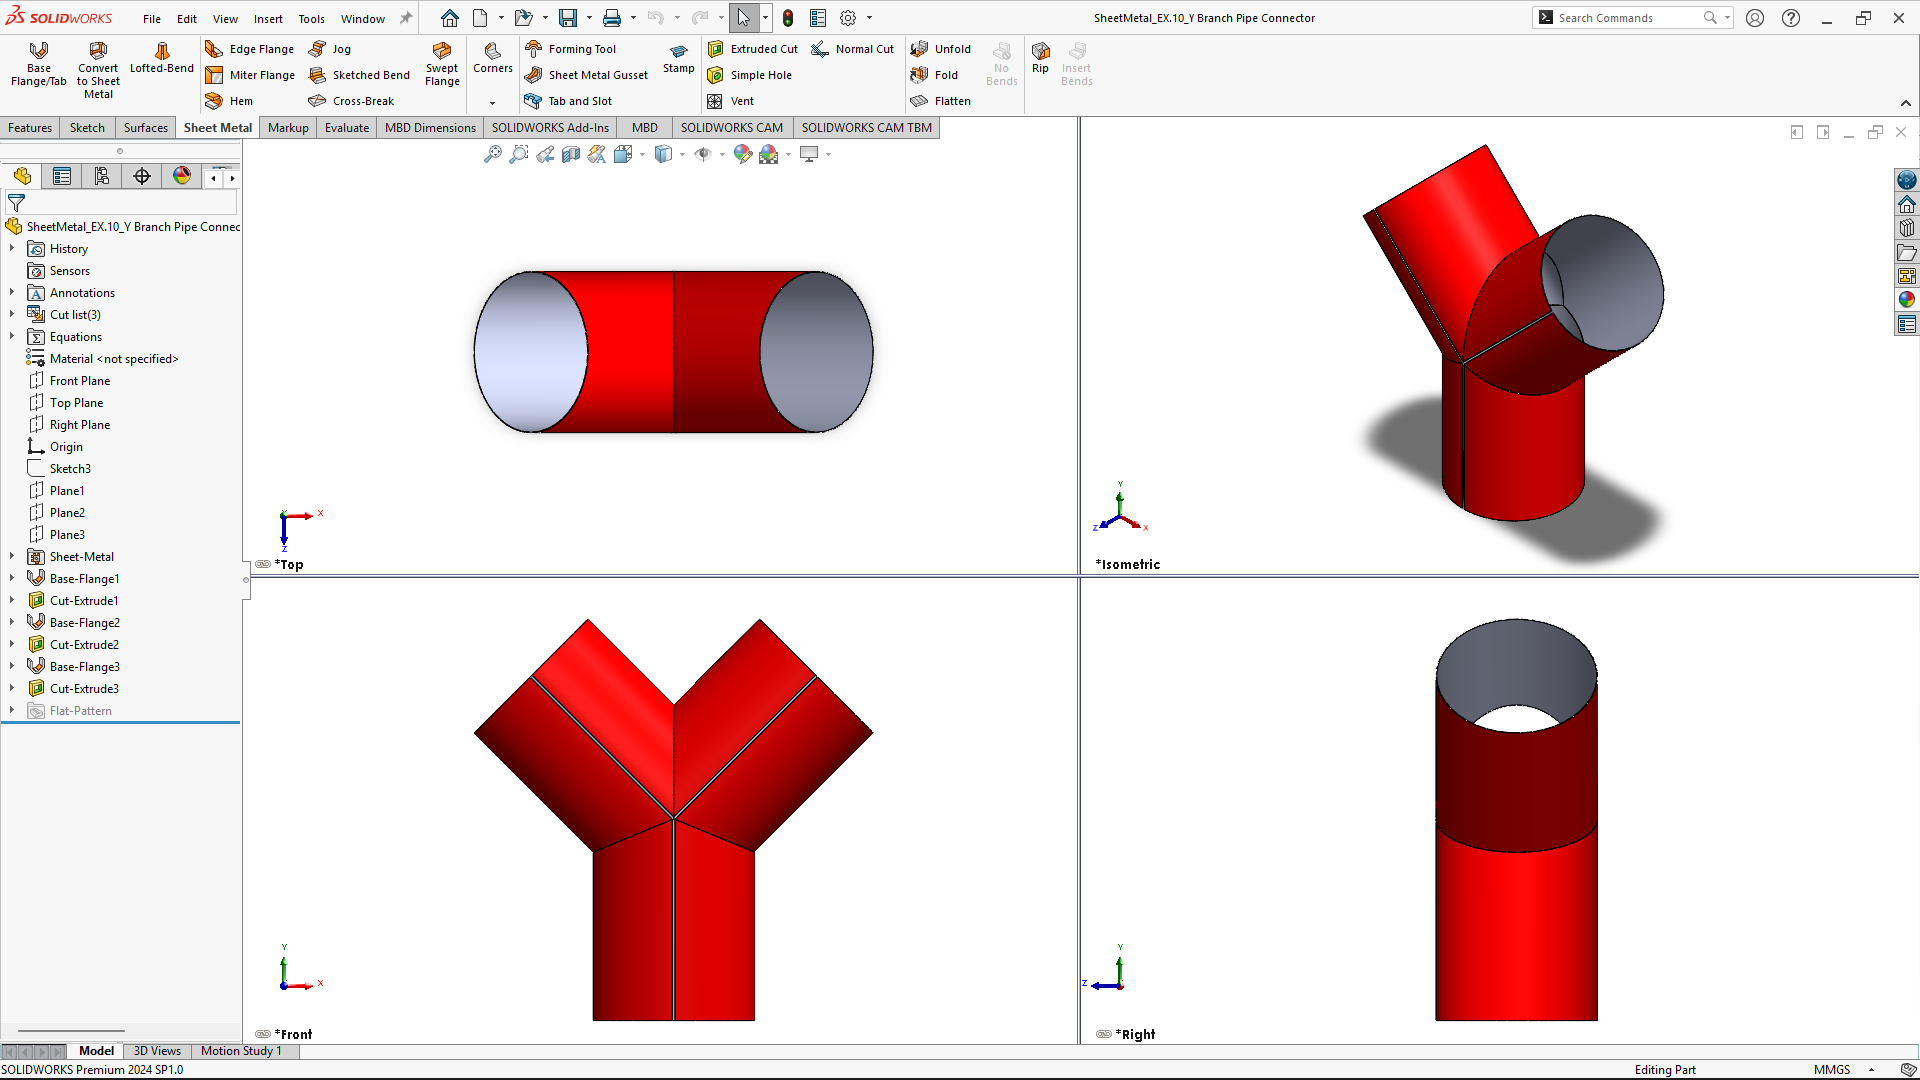 SOLIDWORKS File Edit View Insert Tools Window SheetMetal_EX.10_Y Branch Pipe Connector Search Commands
Base Flange/Tab
Convert to Sheet Metal
Lofted-Bend
Edge Flange
Miter Flange
Hem
Jog
Sketched Bend
Cross-Break
Swept Flange
Corners
Forming Tool
Sheet Metal Gusset
Tab and Slot
Stamp
Extruded Cut
Simple Hole
Vent
Normal Cut
Unfold
Fold
Flatten
No Bends
Rip
Insert Bends
Features Sketch Surfaces Sheet Metal Markup Evaluate MBD Dimensions SOLIDWORKS Add-Ins MBD SOLIDWORKS CAM SOLIDWORKS CAM TBM
SheetMetal_EX.10_Y Branch Pipe Connec
History
Sensors
Annotations
Cut list(3)
Equations
Material <not specified>
Front Plane
Top Plane
Right Plane
Origin
Sketch3
Plane1
Plane2
Plane3
Sheet-Metal
Base-Flange1
Cut-Extrude1
Base-Flange2
Cut-Extrude2
Base-Flange3
Cut-Extrude3
Flat-Pattern
Y X
Z
*Top
Y
Z X
*Isometric
Y
X
*Front
Y
Z
*Right
Model 3D Views Motion Study 1
SOLIDWORKS Premium 2024 SP1.0 Editing Part MMGS